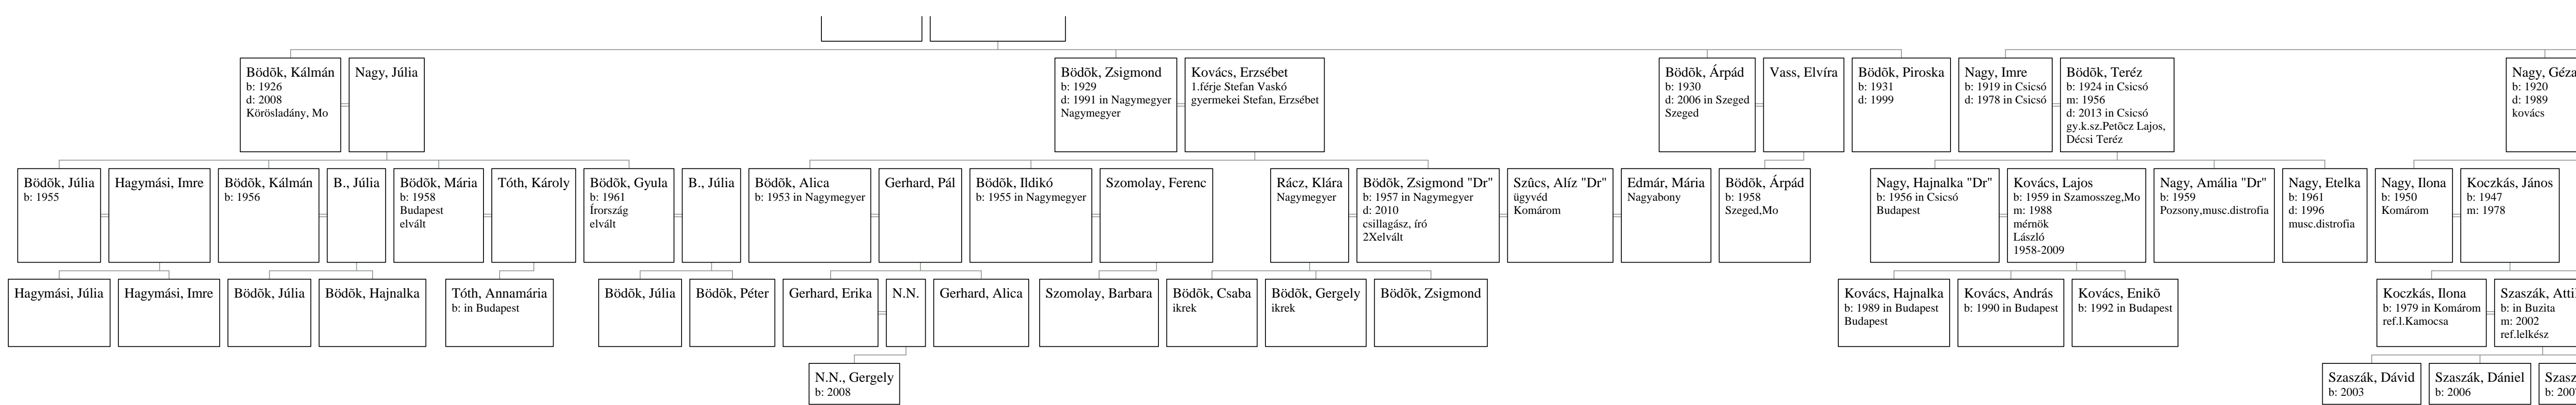 Bödõk, Kálmán
b: 1926
d: 2008
Körösladány, Mo
Nagy, Júlia
Bödõk, Zsigmond
b: 1929
d: 1991 in Nagymegyer
Nagymegyer
Kovács, Erzsébet
1.férje Stefan Vaskó
gyermekei Stefan, Erzsébet
Bödõk, Árpád
b: 1930
d: 2006 in Szeged
Szeged
Vass, Elvíra
Bödõk, Piroska
b: 1931
d: 1999
Nagy, Imre
b: 1919 in Csicsó
d: 1978 in Csicsó
Bödõk, Teréz
b: 1924 in Csicsó
m: 1956
d: 2013 in Csicsó
gy.k.sz.Petõcz Lajos,
Décsi Teréz
Nagy, Géza
b: 1920
d: 1989
kovács
Bödõk, Júlia
b: 1955
Hagymási, Imre
Bödõk, Kálmán
b: 1956
B., Júlia
Bödõk, Mária
b: 1958
Budapest
elvált
Tóth, Károly
Bödõk, Gyula
b: 1961
Írország
elvált
B., Júlia
Bödõk, Alica
b: 1953 in Nagymegyer
Gerhard, Pál
Bödõk, Ildikó
b: 1955 in Nagymegyer
Szomolay, Ferenc
Rácz, Klára
Nagymegyer
Bödõk, Zsigmond "Dr"
b: 1957 in Nagymegyer
d: 2010
csillagász, író
2Xelvált
Szûcs, Alíz "Dr"
ügyvéd
Komárom
Edmár, Mária
Nagyabony
Bödõk, Árpád
b: 1958
Szeged,Mo
Nagy, Hajnalka "Dr"
b: 1956 in Csicsó
Budapest
Kovács, Lajos
b: 1959 in Szamosszeg,Mo
m: 1988
mérnök
László
1958-2009
Nagy, Amália "Dr"
b: 1959
Pozsony,musc.distrofia
Nagy, Etelka
b: 1961
d: 1996
musc.distrofia
Nagy, Ilona
b: 1950
Komárom
Koczkás, János
b: 1947
m: 1978
Hagymási, Júlia
Hagymási, Imre
Bödõk, Júlia
Bödõk, Hajnalka
Tóth, Annamária
b: in Budapest
Bödõk, Júlia
Bödõk, Péter
Gerhard, Erika
N.N.
Gerhard, Alica
Szomolay, Barbara
Bödõk, Csaba
ikrek
Bödõk, Gergely
ikrek
Bödõk, Zsigmond
Kovács, Hajnalka
b: 1989 in Budapest
Budapest
Kovács, András
b: 1990 in Budapest
Kovács, Enikõ
b: 1992 in Budapest
Koczkás, Ilona
b: 1979 in Komárom
ref.l.Kamocsa
Szaszák, Atti
b: in Buzita
m: 2002
ref.lelkész
N.N., Gergely
b: 2008
Szaszák, Dávid
b: 2003
Szaszák, Dániel
b: 2006
Szasz
b: 200